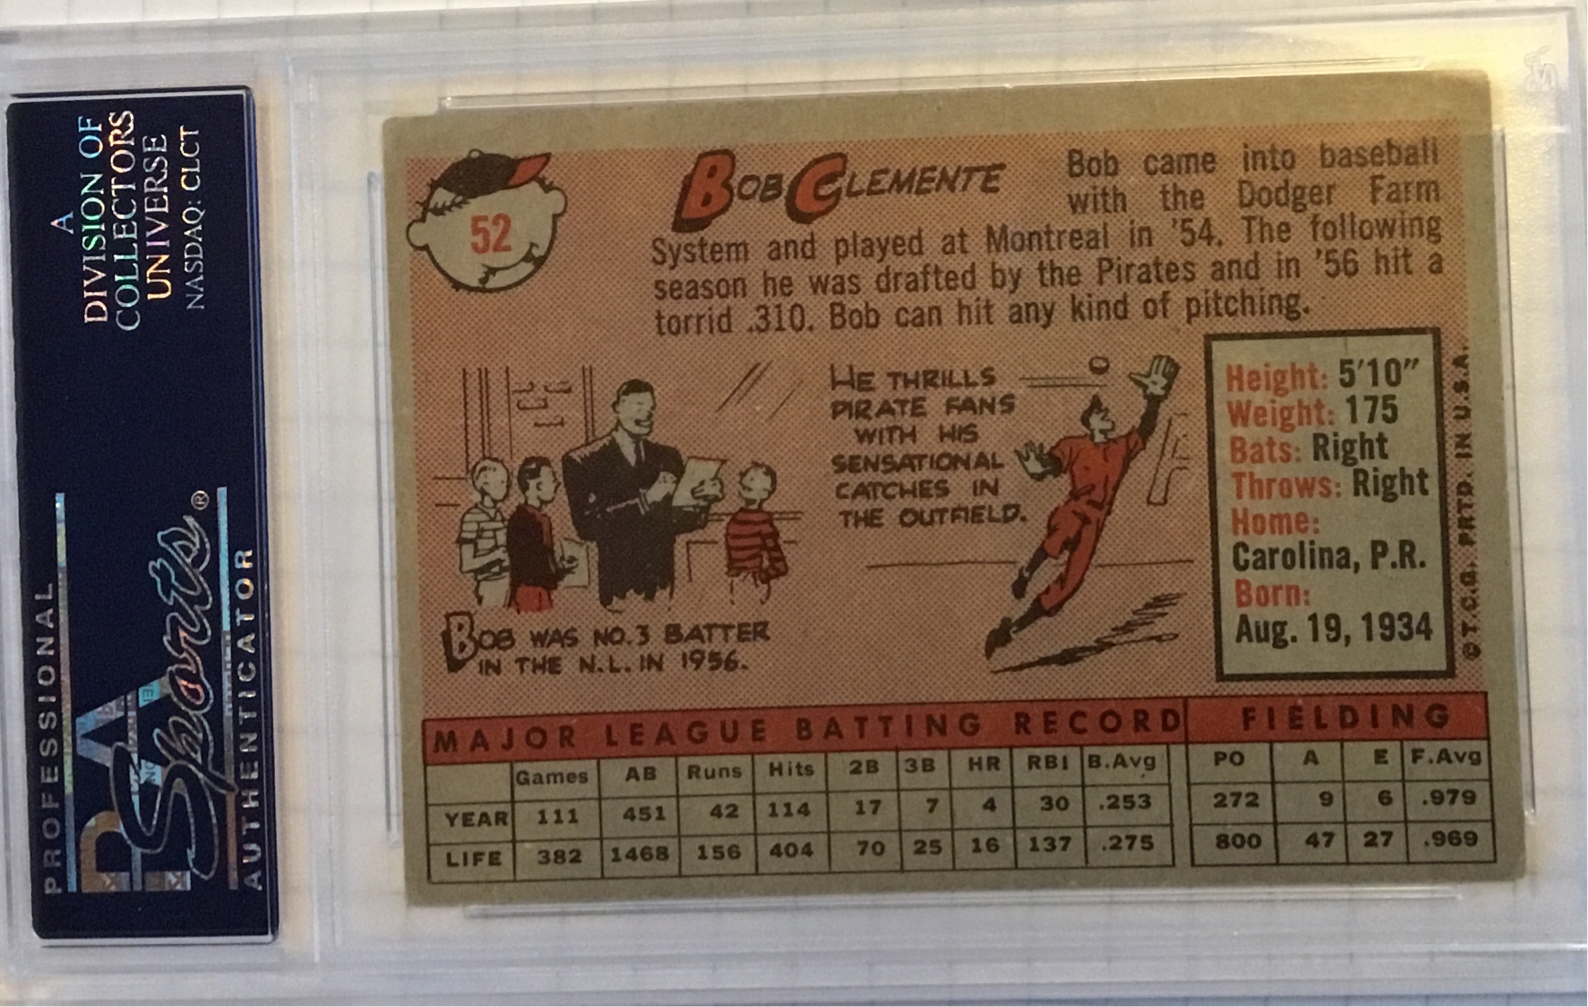 A
DIVISION OF
COLLECTORS
UNIVERSE
NASDAQ: CLCT
PROFESSIONAL
PSA
Sports®
AUTHENTICATOR
52
BOB CLEMENTE
Bob came into baseball
with the Dodger Farm
System and played at Montreal in '54. The following
season he was drafted by the Pirates and in '56 hit a
torrid .310. Bob can hit any kind of pitching.
BOB WAS NO.3 BATTER
IN THE N.L. IN 1956.
HE THRILLS
PIRATE FANS
WITH HIS
SENSATIONAL
CATCHES IN
THE OUTFIELD.
Height: 5'10"
Weight: 175
Bats: Right
Throws: Right
Home:
Carolina, P.R.
Born:
Aug. 19, 1934
© T.C.G. PRTD. IN U.S.A.
MAJOR LEAGUE BATTING RECORD FIELDING
Games AB Runs Hits 2B 3B HR RBI B.Avg PO A E F.Avg
YEAR 111 451 42 114 17 7 4 30 .253 272 9 6 .979
LIFE 382 1468 156 404 70 25 16 137 .275 800 47 27 .969